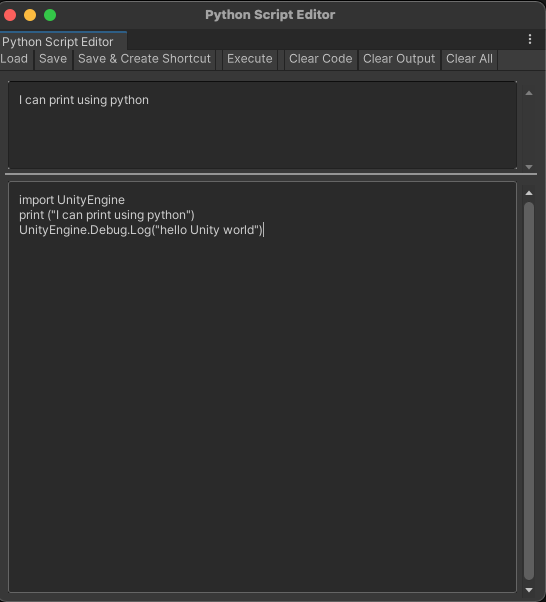 Python Script Editor
Python Script Editor
Load Save Save & Create Shortcut Execute Clear Code Clear Output Clear All
I can print using python
import UnityEngine
print ("I can print using python")
UnityEngine.Debug.Log("hello Unity world")